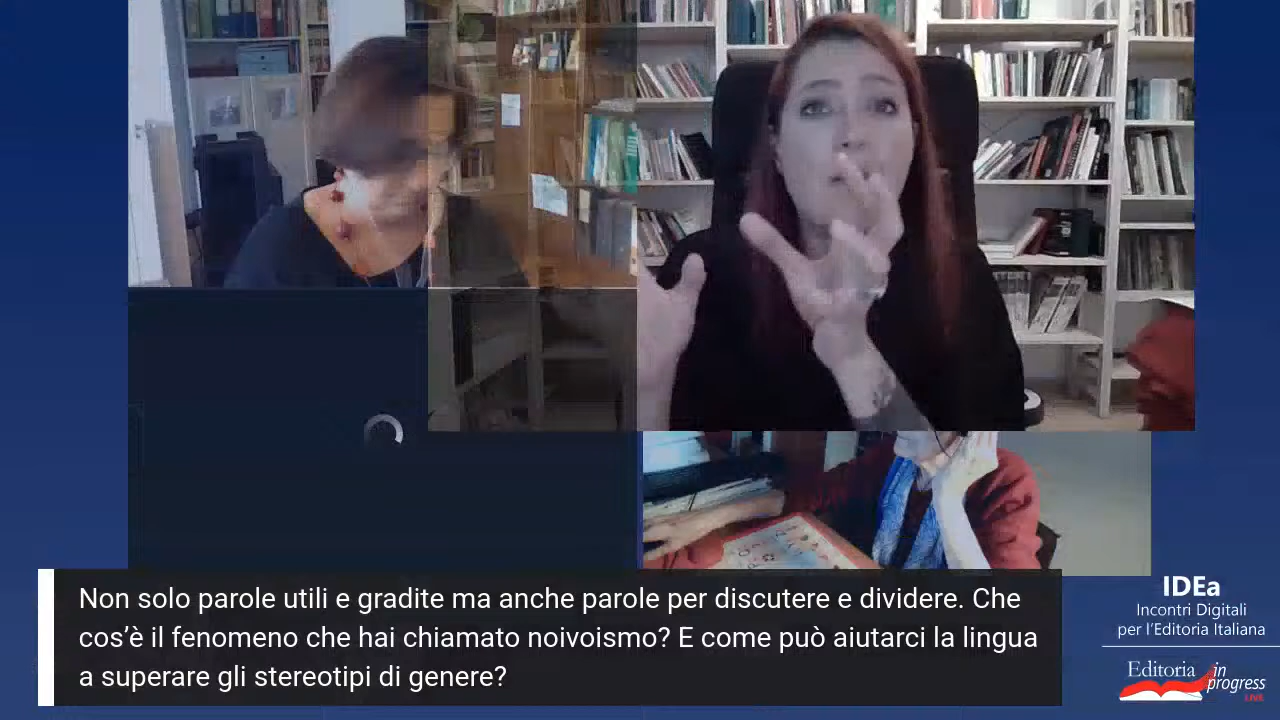 Non solo parole utili e gradite ma anche parole per discutere e dividere. Che
cos’è il fenomeno che hai chiamato noivoismo? E come può aiutarci la lingua
a superare gli stereotipi di genere?
IDEa
Incontri Digitali
per l’Editoria Italiana
Editoria in
progress
LIVE